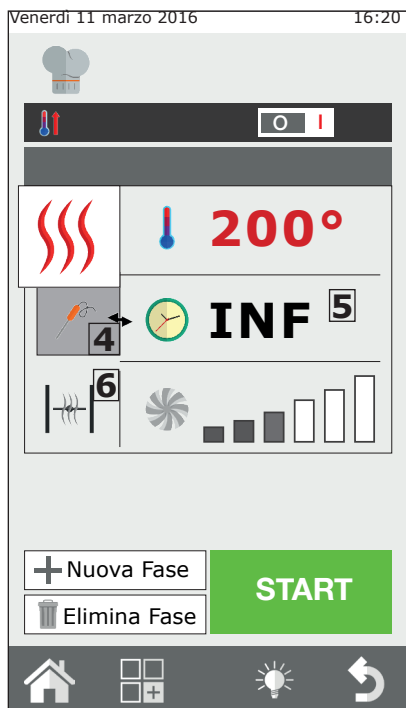 Venerdì 11 marzo 2016 16:20
O I
200°
4 INF 5
6
Nuova Fase
START
Elimina Fase